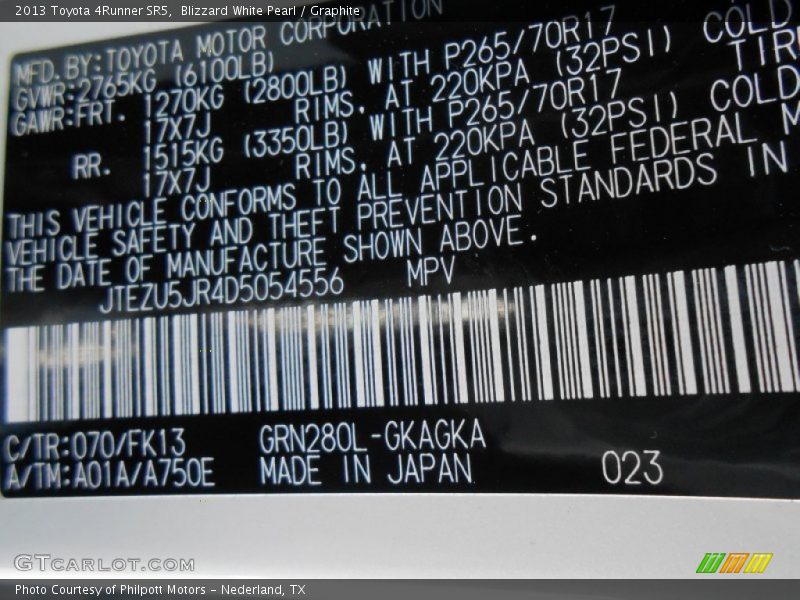 2013 Toyota 4Runner SR5, Blizzard White Pearl / Graphite
MFD.BY:TOYOTA MOTOR CORPORATION
GVWR:2765KG (6100LB)
GAWR:FRT. 1270KG (2800LB) WITH P265/70R17
17X7J RIMS, AT 220KPA (32PSI) COLD
RR. 1515KG (3350LB) WITH P265/70R17 TIR
17X7J RIMS, AT 220KPA (32PSI) COLD
THIS VEHICLE CONFORMS TO ALL APPLICABLE FEDERAL M
VEHICLE SAFETY AND THEFT PREVENTION STANDARDS IN
THE DATE OF MANUFACTURE SHOWN ABOVE.
JTEZU5JR4D5054556 MPV
C/TR:070/FK13 GRN280L-GKAGKA
A/TM:A01A/A750E MADE IN JAPAN 023
GTCARLOT.COM
Photo Courtesy of Philpott Motors - Nederland, TX